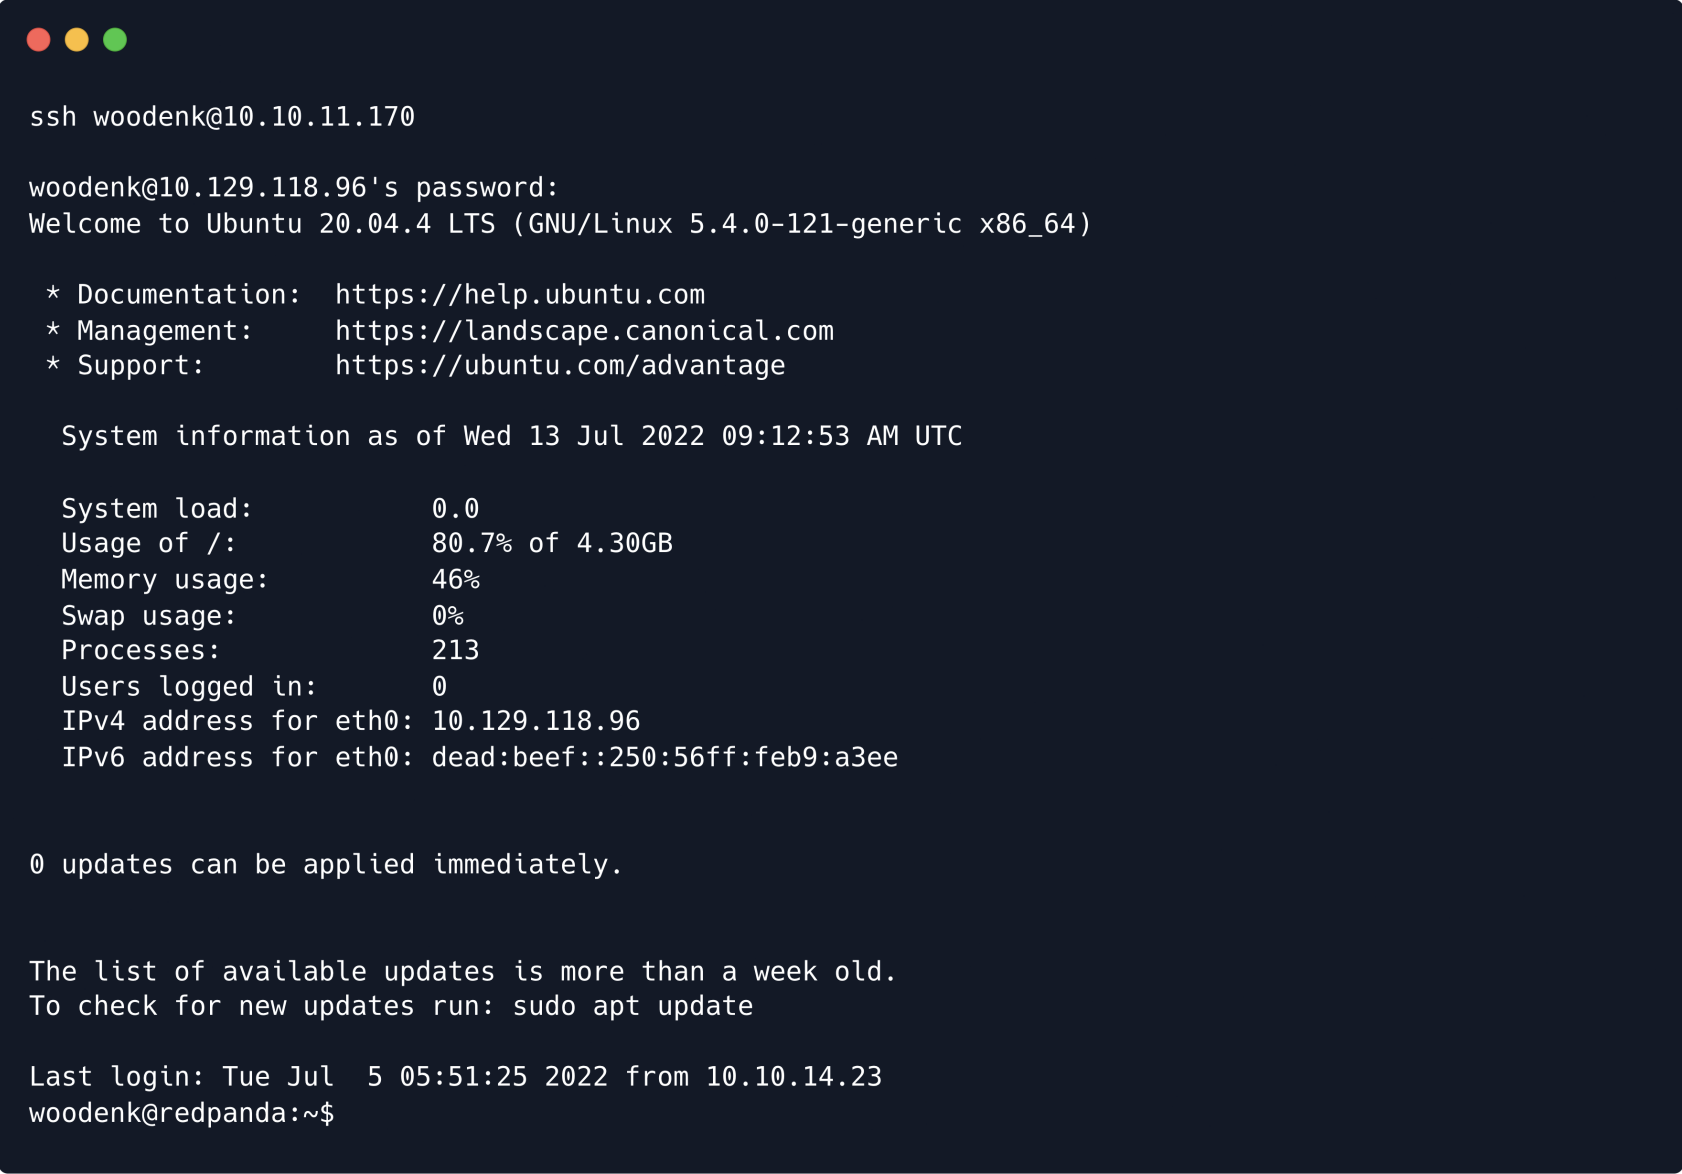 ssh woodenk@10.10.11.170
woodenk@10.129.118.96's password:
Welcome to Ubuntu 20.04.4 LTS (GNU/Linux 5.4.0-121-generic x86_64)
 * Documentation:  https://help.ubuntu.com
 * Management:     https://landscape.canonical.com
 * Support:        https://ubuntu.com/advantage
  System information as of Wed 13 Jul 2022 09:12:53 AM UTC
  System load:           0.0
  Usage of /:            80.7% of 4.30GB
  Memory usage:          46%
  Swap usage:            0%
  Processes:             213
  Users logged in:       0
  IPv4 address for eth0: 10.129.118.96
  IPv6 address for eth0: dead:beef::250:56ff:feb9:a3ee
0 updates can be applied immediately.
The list of available updates is more than a week old.
To check for new updates run: sudo apt update
Last login: Tue Jul  5 05:51:25 2022 from 10.10.14.23
woodenk@redpanda:~$